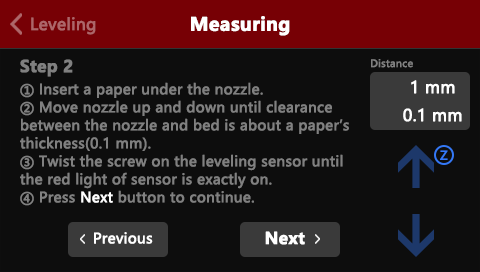 Leveling
Measuring
Step 2
① Insert a paper under the nozzle.
② Move nozzle up and down until clearance
between the nozzle and bed is about a paper's
thickness(0.1 mm).
③ Twist the screw on the leveling sensor until
the red light of sensor is exactly on.
④ Press Next button to continue.
Distance
1 mm
0.1 mm
Z
‹ Previous
Next ›